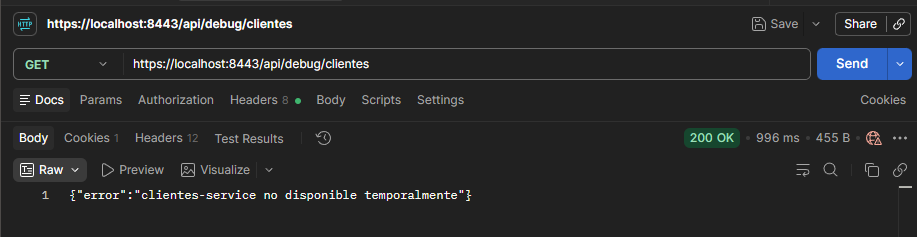 HTTP https://localhost:8443/api/debug/clientes Save Share
GET https://localhost:8443/api/debug/clientes Send
Docs Params Authorization Headers 8 Body Scripts Settings Cookies
Body Cookies 1 Headers 12 Test Results 200 OK • 996 ms • 455 B
Raw Preview Visualize
1 {"error":"clientes-service no disponible temporalmente"}